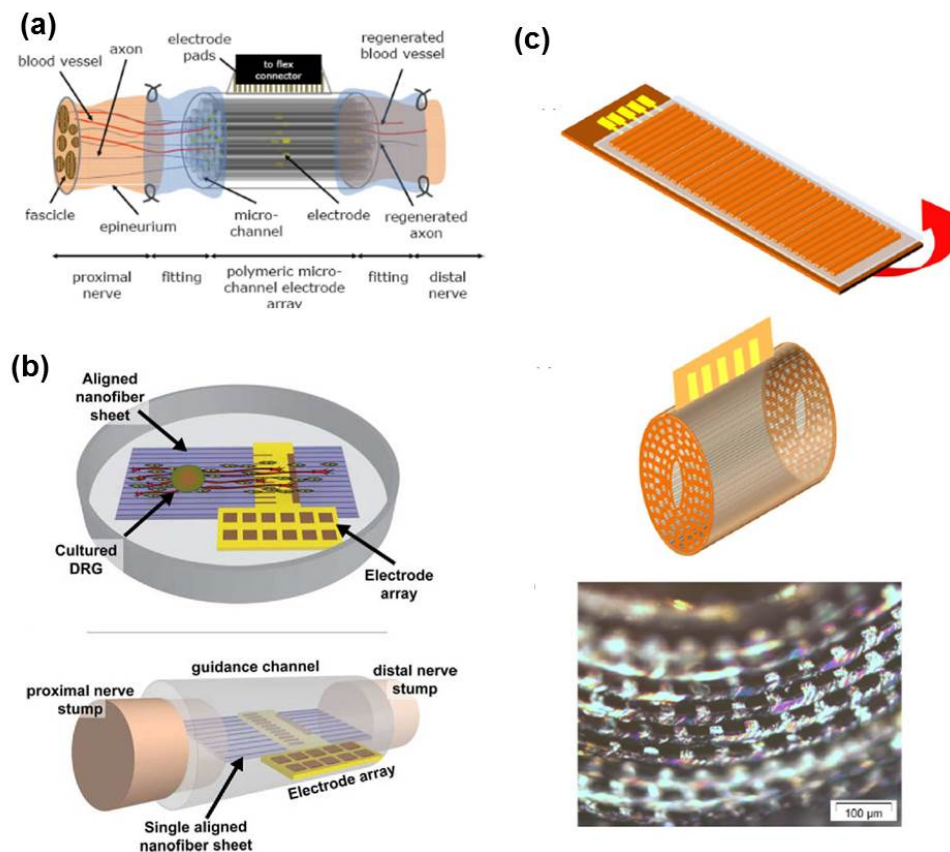 (a)
axon
blood vessel
electrode
pads
to flex
connector
regenerated
blood vessel
fascicle
epineurium
micro-
channel
electrode
regenerated
axon
proximal
nerve
fitting
polymeric micro-
channel electrode
array
fitting
distal
nerve
(b)
Aligned
nanofiber
sheet
Cultured
DRG
Electrode
array
guidance channel
proximal nerve
stump
distal nerve
stump
Electrode array
Single aligned
nanofiber sheet
(c)
100 µm